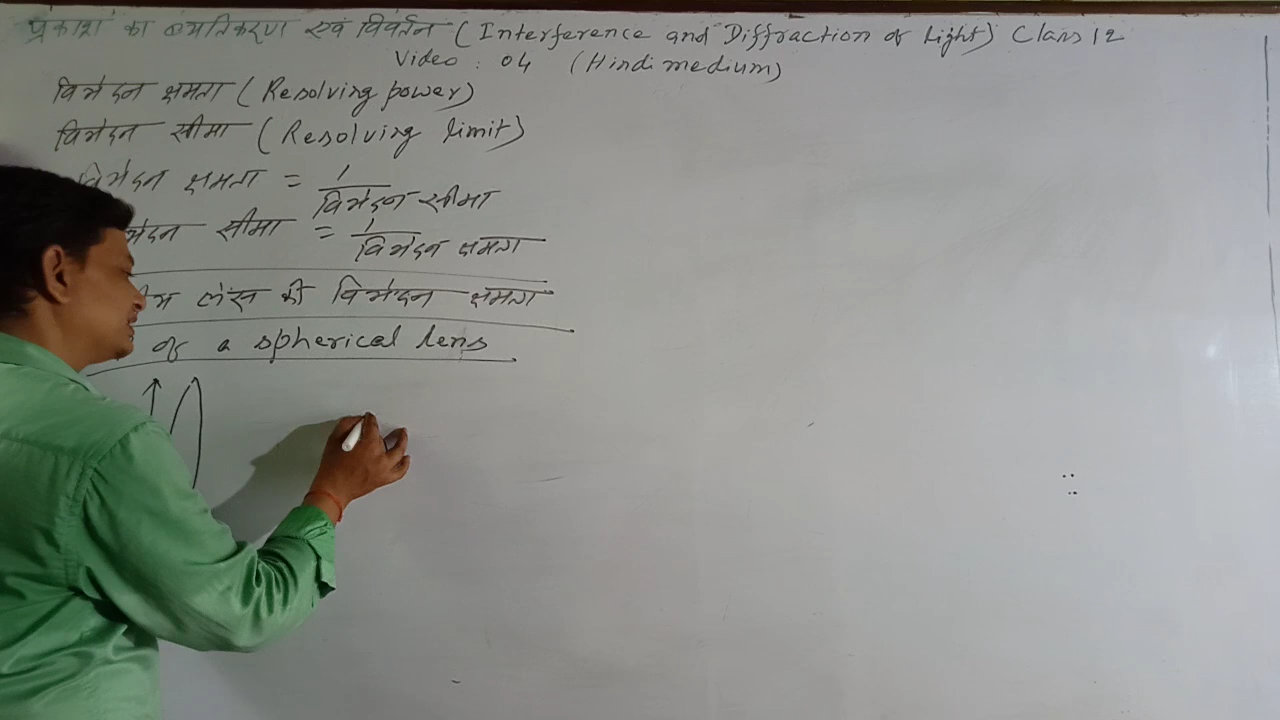 प्रकाश का व्यतिकरण एवं विवर्तन (Interference and Diffraction of Light) Class 12
Video : 04 (Hindi medium)
विभेदन क्षमता (Resolving power)
विभेदन सीमा (Resolving limit)
विभेदन क्षमता = 1/विभेदन सीमा
सीमा = 1/विभेदन क्षमता
लेंस की विभेदन क्षमता
of a spherical lens